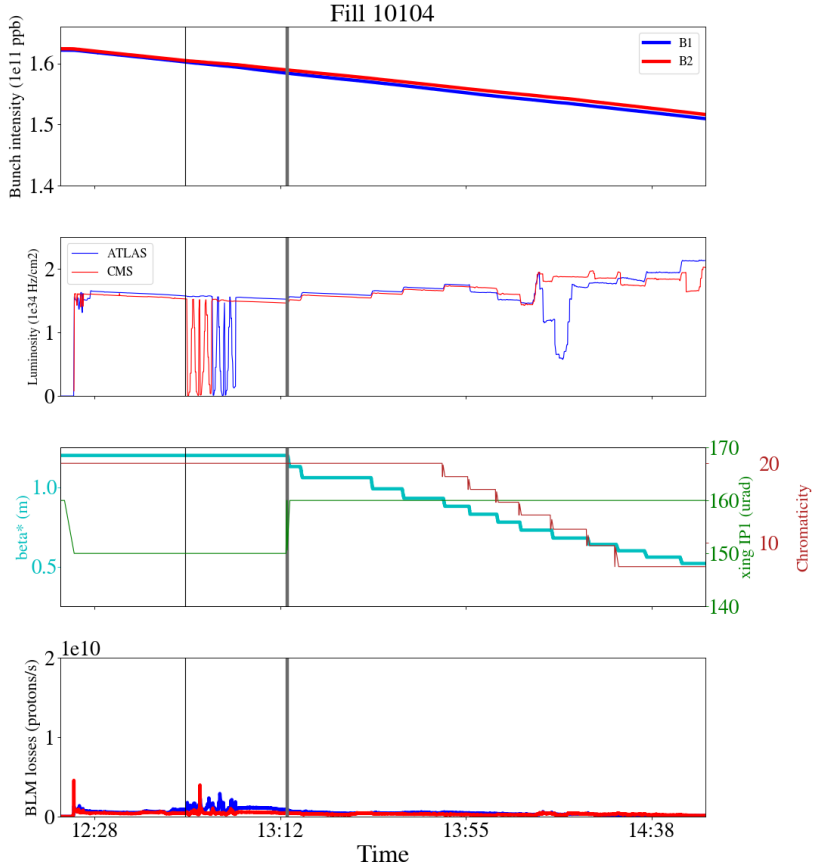 Fill 10104
Bunch intensity (1e11 ppb)
1.6
1.5
1.4
B1
B2
Luminosity (1e34 Hz/cm2)
2
1
0
ATLAS
CMS
beta* (m)
1.0
0.5
170
160
150
140
xing IP1 (urad)
20
10
Chromaticity
1e10
BLM losses (protons/s)
2
1
0
12:28
13:12
13:55
14:38
Time